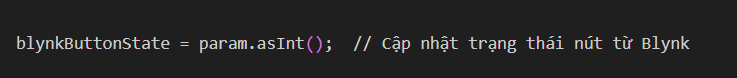 blynkButtonState = param.asInt();  // Cập nhật trạng thái nút từ Blynk